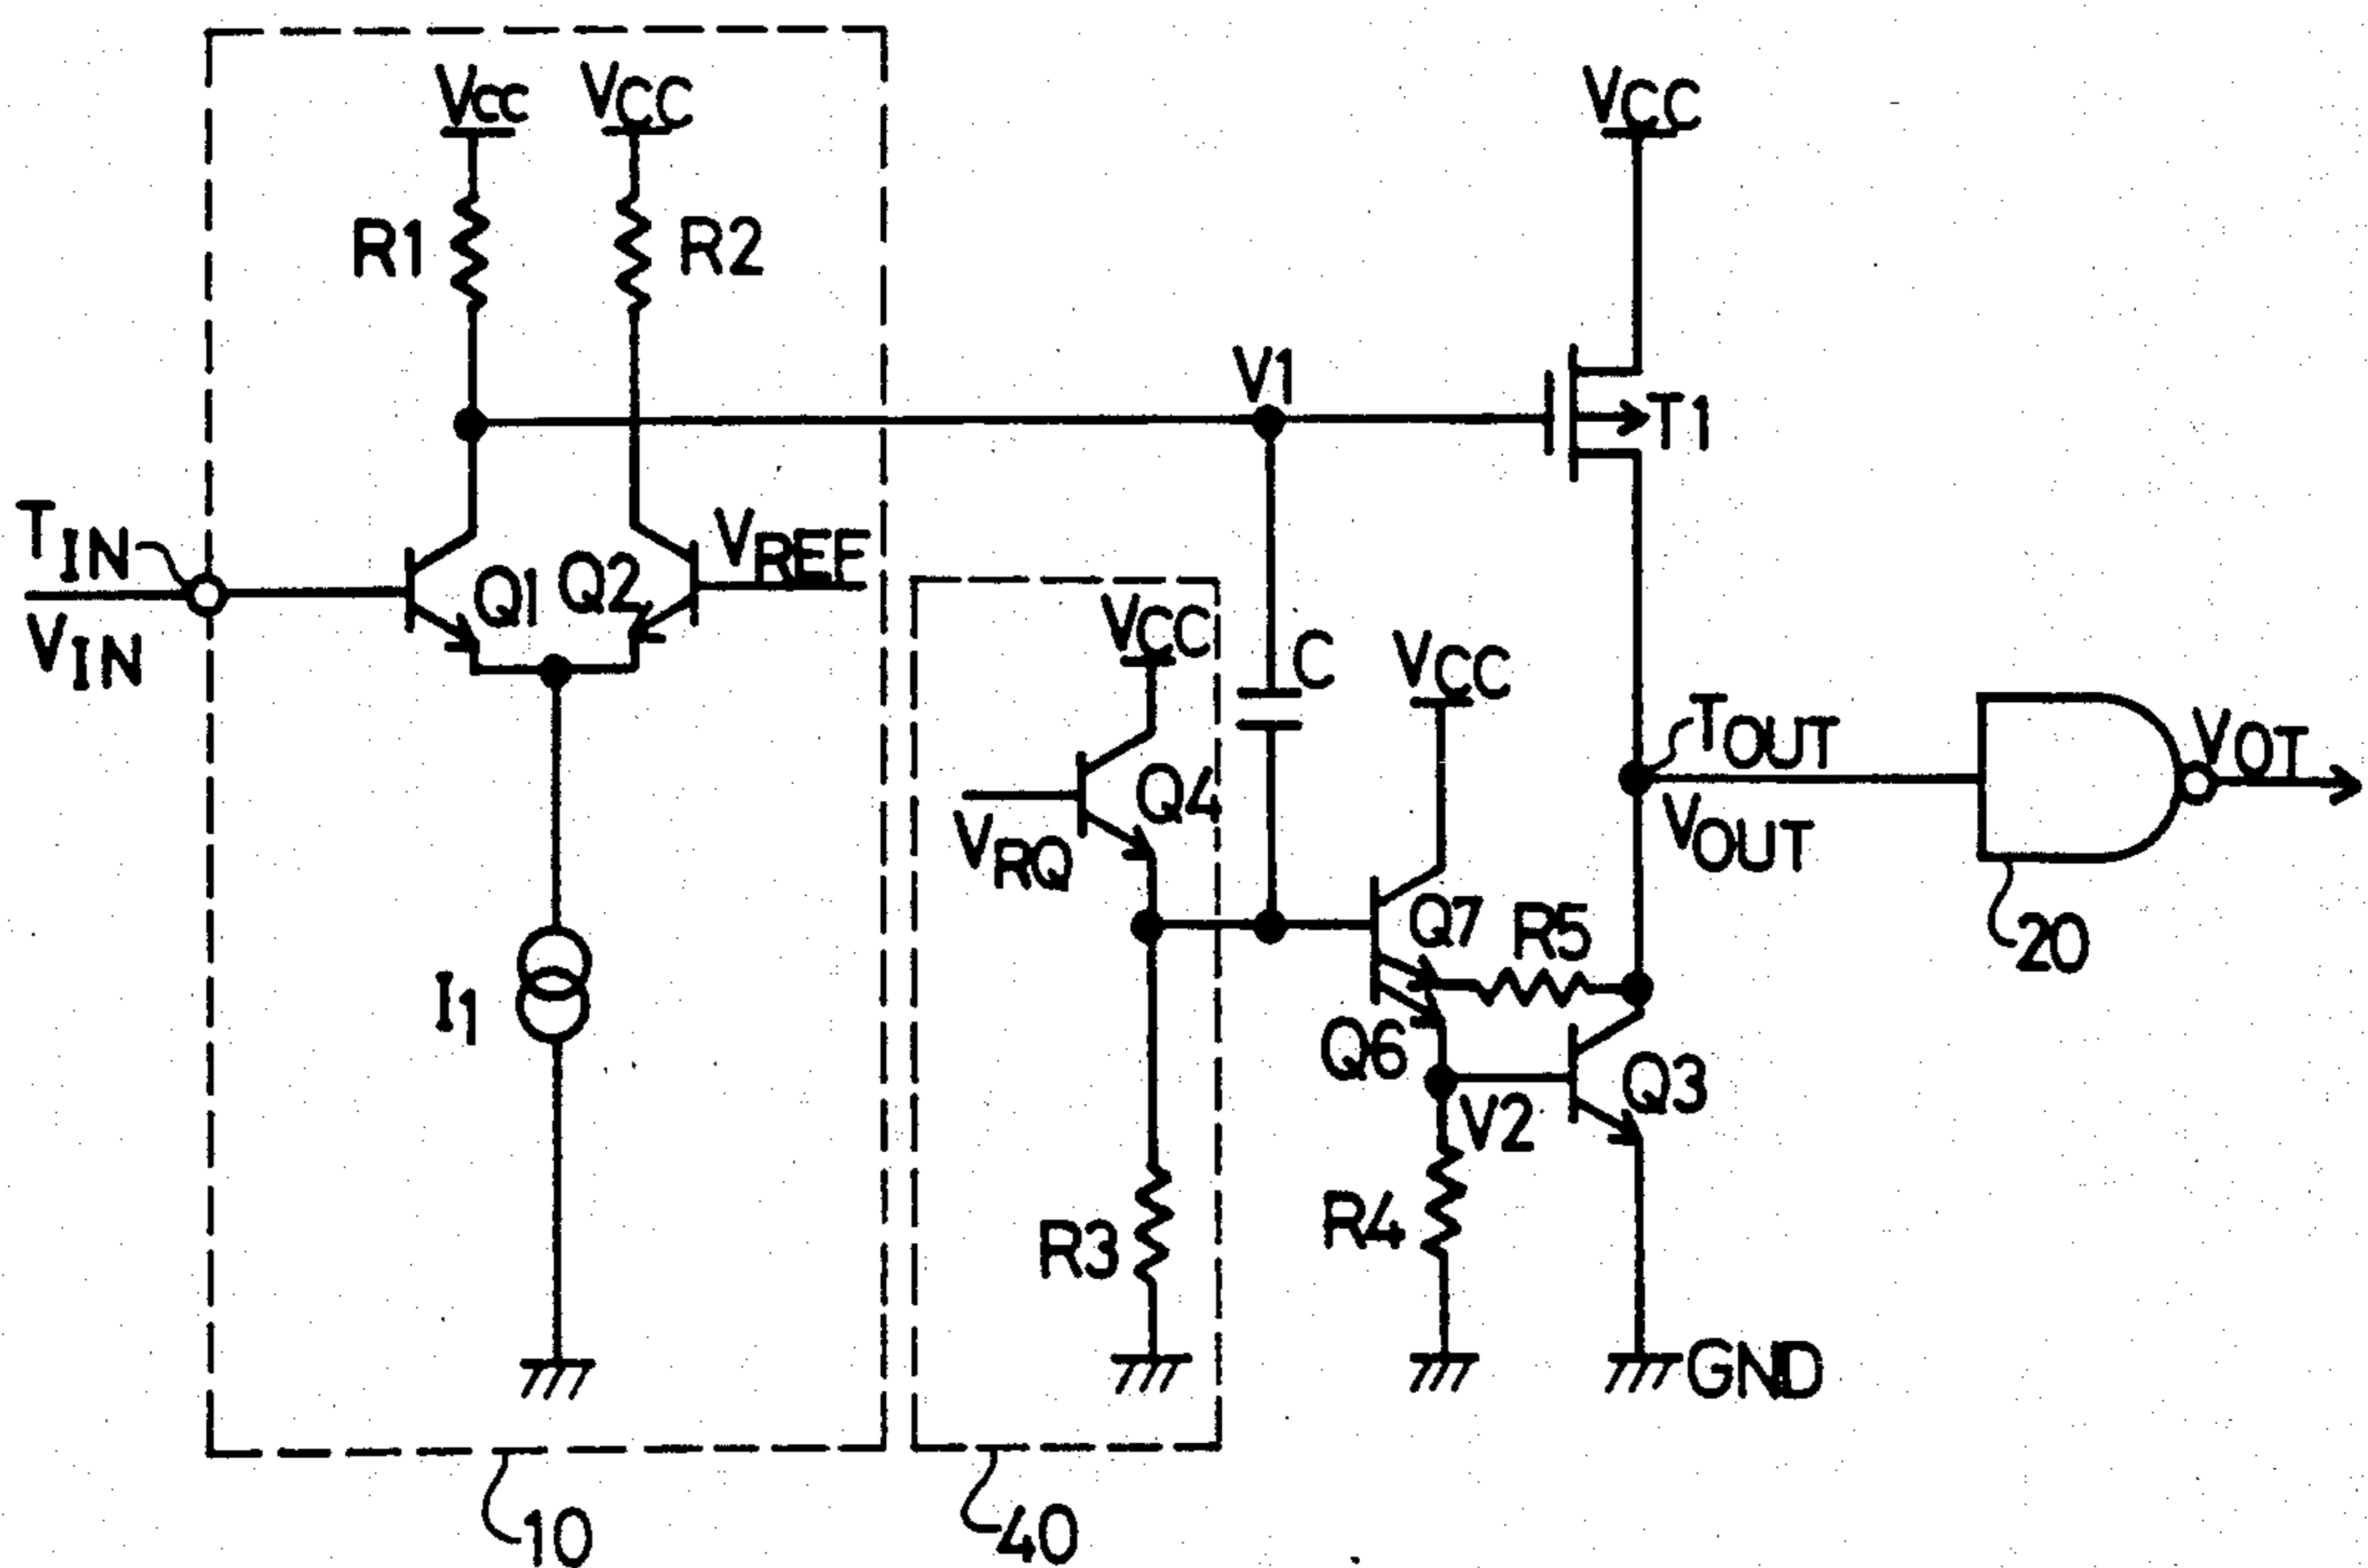 Vcc
VCC
VCC
R1
R2
V1
T1
TIN
VREF
Q1
Q2
VIN
VCC
C
VCC
TOUT
VOT
Q4
VRQ
VOUT
Q7
R5
20
I1
Q6
Q3
V2
R4
R3
GND
10
40